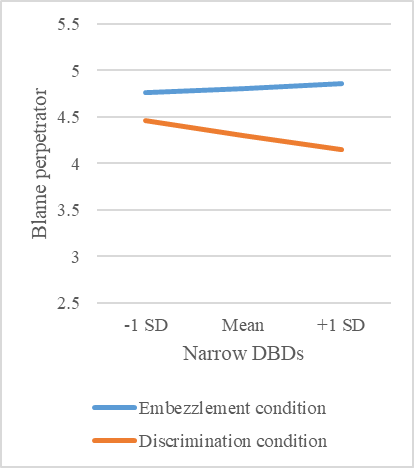 5.5
5
4.5
4
3.5
3
2.5
Blame perpetrator
-1 SD Mean +1 SD
Narrow DBDs
Embezzlement condition
Discrimination condition